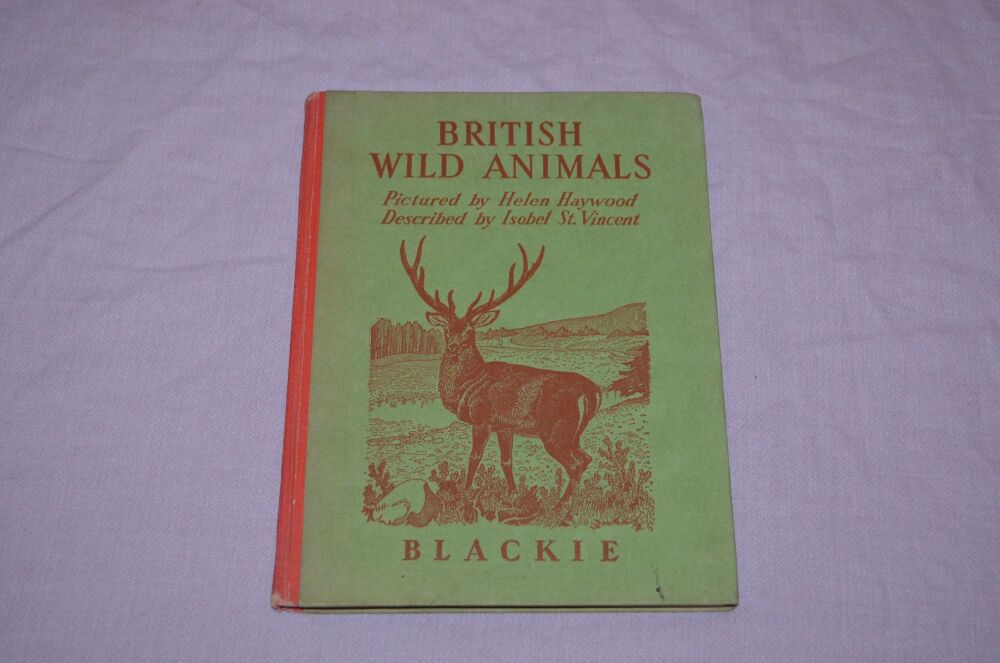 BRITISH
WILD ANIMALS
Pictured by Helen Haywood
Described by Isobel St. Vincent
BLACKIE